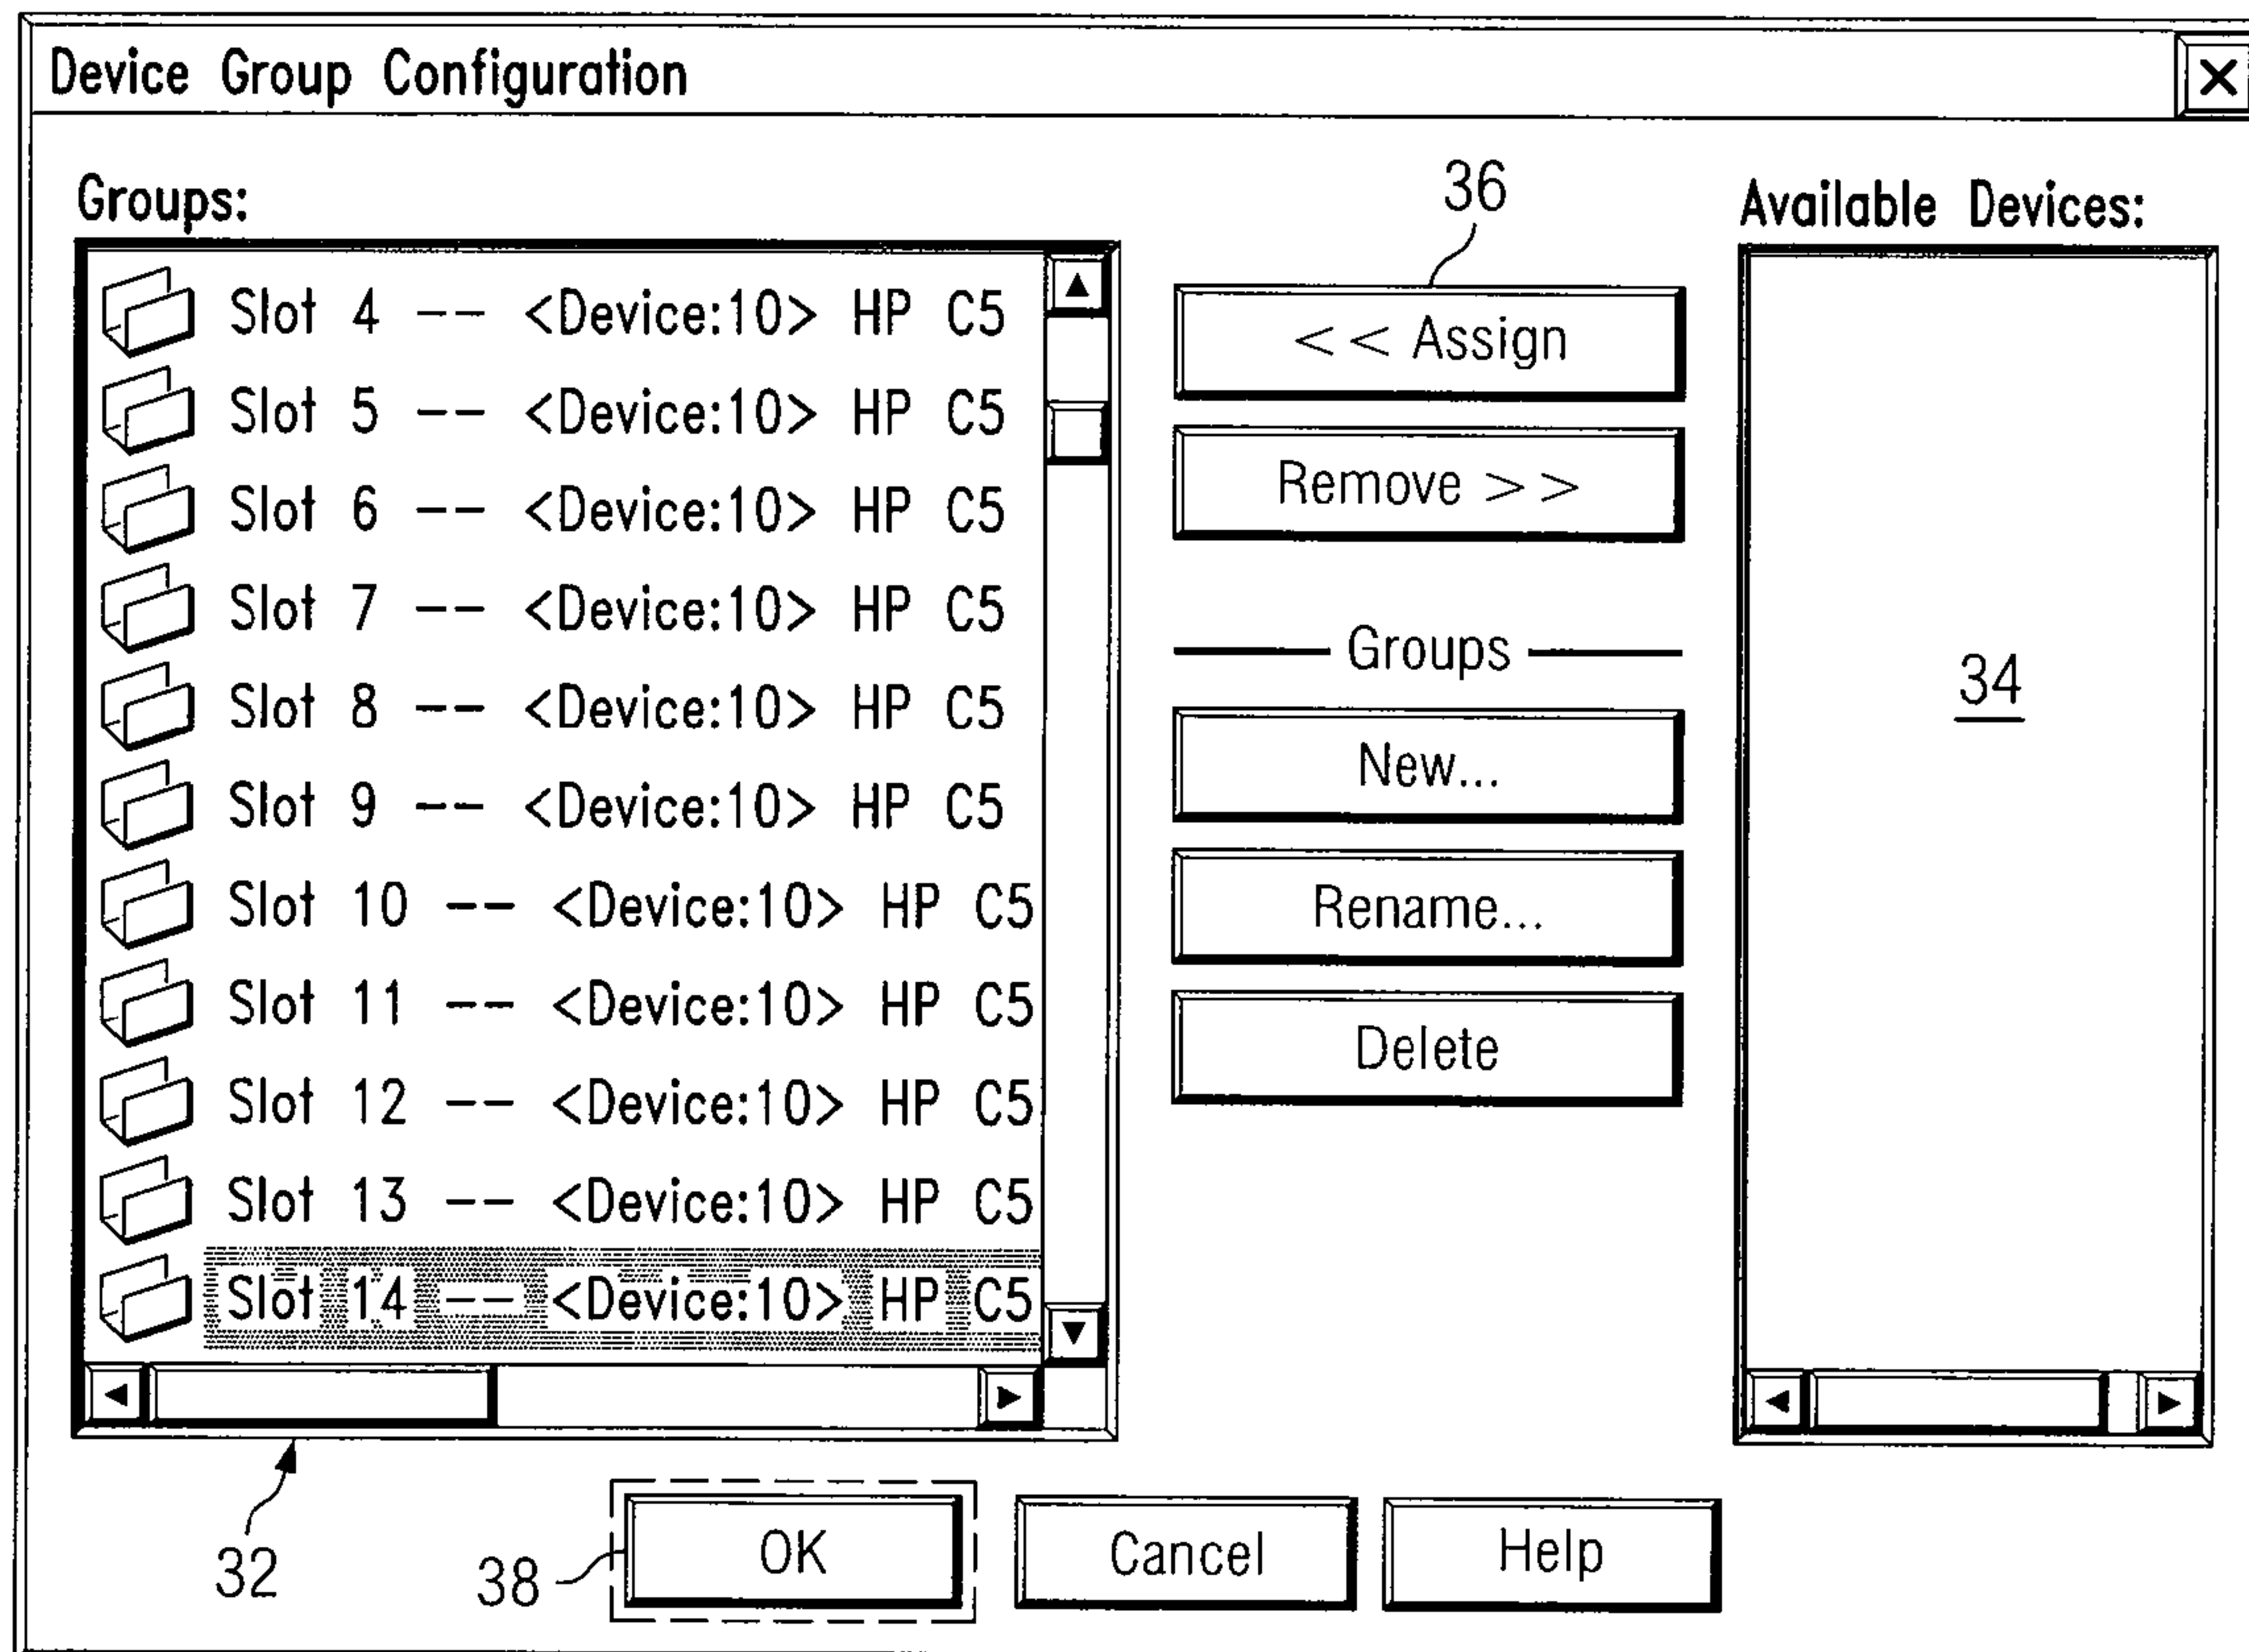 Device Group Configuration
Groups:
Slot 4 -- <Device:10> HP C5
Slot 5 -- <Device:10> HP C5
Slot 6 -- <Device:10> HP C5
Slot 7 -- <Device:10> HP C5
Slot 8 -- <Device:10> HP C5
Slot 9 -- <Device:10> HP C5
Slot 10 -- <Device:10> HP C5
Slot 11 -- <Device:10> HP C5
Slot 12 -- <Device:10> HP C5
Slot 13 -- <Device:10> HP C5
Slot 14 -- <Device:10> HP C5
32
36
<< Assign
Remove >>
Groups
New...
Rename...
Delete
Available Devices:
34
38
OK
Cancel
Help